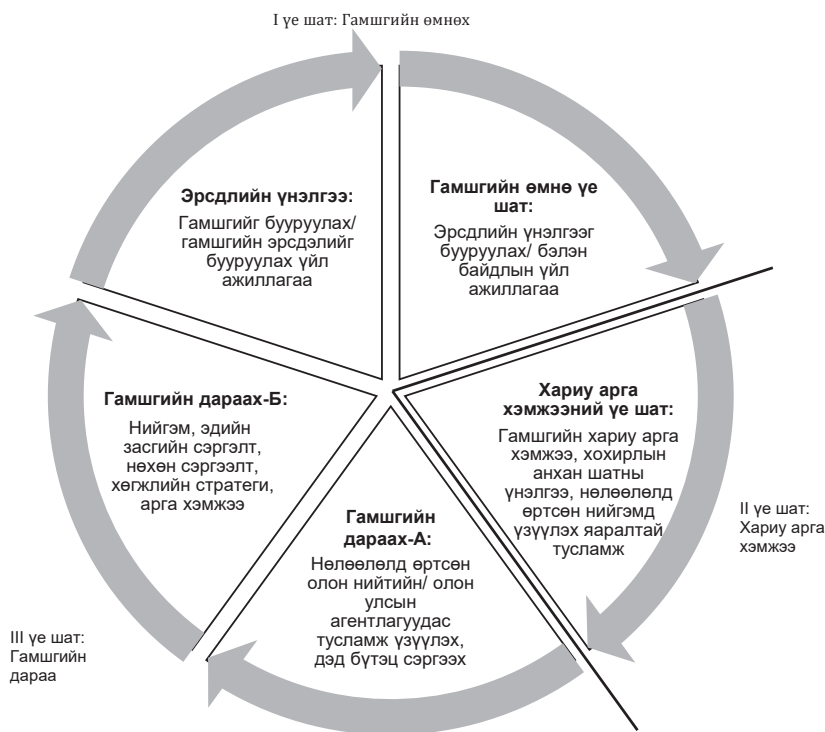 I үе шат: Гамшгийн өмнөх
Эрсдлийн үнэлгээ:
Гамшгийг бууруулах/
гамшгийн эрсдэлийг
бууруулах үйл
ажиллагаа
Гамшгийн өмнө үе
шат:
Эрсдлийн үнэлгээг
бууруулах/ бэлэн
байдлын үйл
ажиллагаа
Хариу арга
хэмжээний үе шат:
Гамшгийн хариу арга
хэмжээ, хохирлын
анхан шатны
үнэлгээ, нөлөөлөлд
өртсөн нийгэмд
үзүүлэх яаралтай
тусламж
II үе шат:
Хариу арга
хэмжээ
Гамшгийн
дараах-А:
Нөлөөлөлд өртсөн
олон нийтийн/ олон
улсын
агентлагуудас
тусламж үзүүлэх,
дэд бүтэц сэргээх
Гамшгийн дараах-Б:
Нийгэм, эдийн
засгийн сэргэлт,
нөхөн сэргээлт,
хөгжлийн стратеги,
арга хэмжээ
III үе шат:
Гамшгийн
дараа